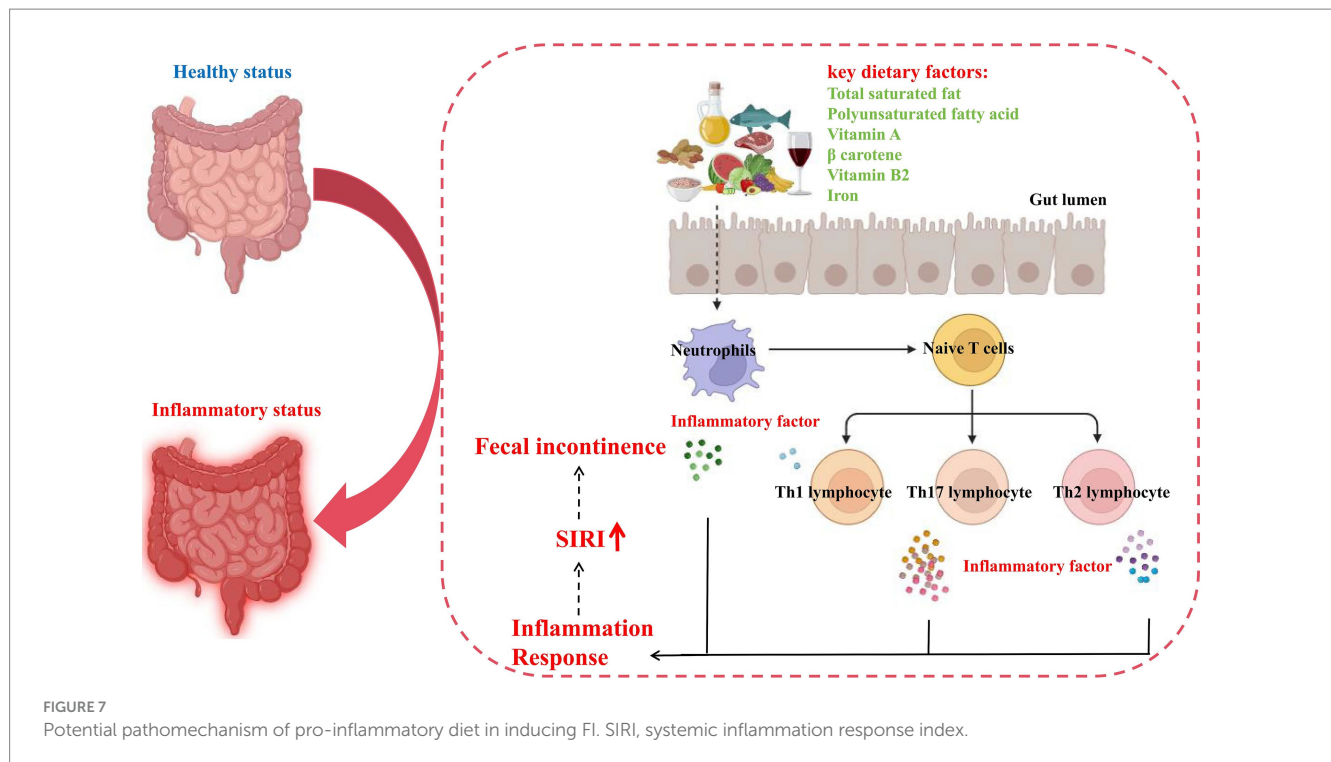 Healthy status
key dietary factors:
Total saturated fat
Polyunsaturated fatty acid
Vitamin A
β carotene
Vitamin B2
Iron
Gut lumen
Neutrophils
Naive T cells
Inflammatory status
Inflammatory factor
Fecal incontinence
Th1 lymphocyte
Th17 lymphocyte
Th2 lymphocyte
SIRI
Inflammatory factor
Inflammation
Response
FIGURE 7
Potential pathomechanism of pro-inflammatory diet in inducing FI. SIRI, systemic inflammation response index.